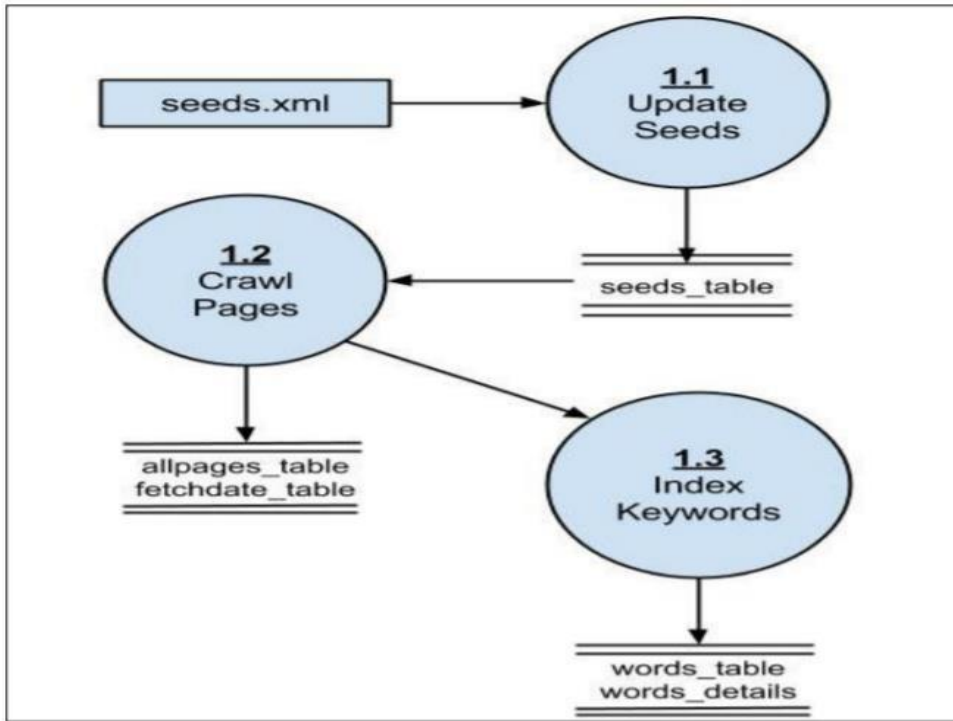 seeds.xml
1.1
Update
Seeds
1.2
Crawl
Pages
seeds_table
allpages_table
fetchdate_table
1.3
Index
Keywords
words_table
words_details